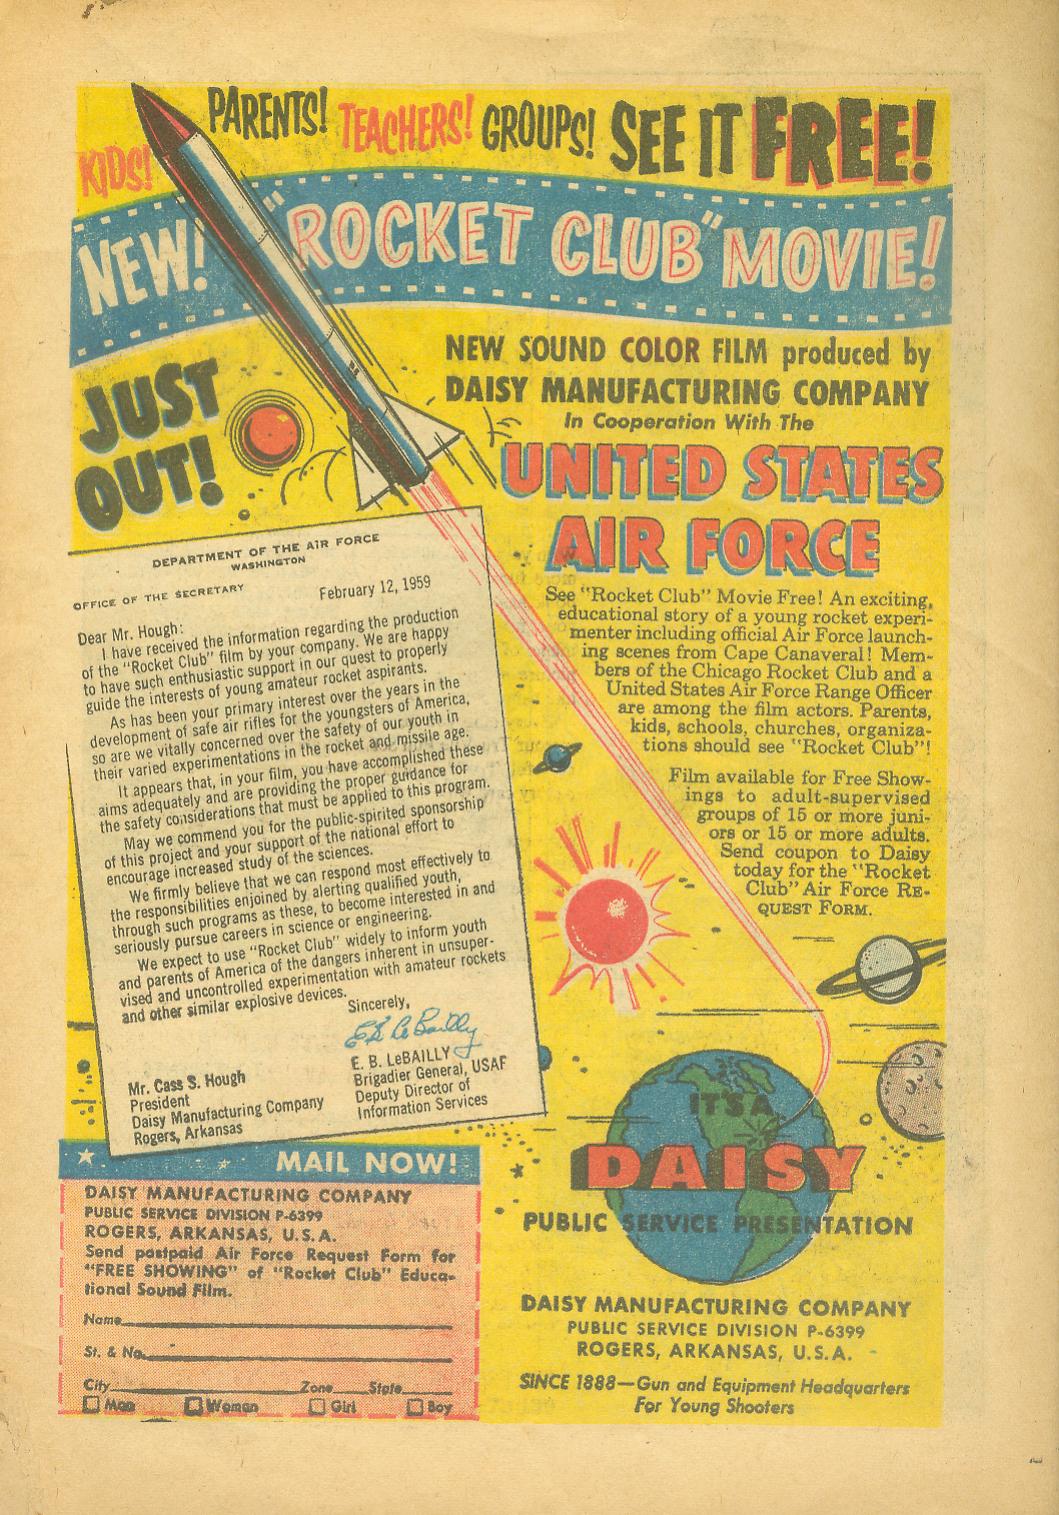 KIDS!
PARENTS! TEACHERS! GROUPS! SEE IT FREE!
NEW! "ROCKET CLUB" MOVIE!
JUST
OUT!
NEW SOUND COLOR FILM produced by
DAISY MANUFACTURING COMPANY
In Cooperation With The
UNITED STATES
AIR FORCE
See "Rocket Club" Movie Free! An exciting,
educational story of a young rocket experi-
menter including official Air Force launch-
ing scenes from Cape Canaveral! Mem-
bers of the Chicago Rocket Club and a
United States Air Force Range Officer
are among the film actors. Parents,
kids, schools, churches, organiza-
tions should see "Rocket Club"!
Film available for Free Show-
ings to adult-supervised
groups of 15 or more juni-
ors or 15 or more adults.
Send coupon to Daisy
today for the "Rocket
Club" Air Force RE-
QUEST FORM.
DEPARTMENT OF THE AIR FORCE
WASHINGTON
OFFICE OF THE SECRETARY
February 12, 1959
Dear Mr. Hough:
I have received the information regarding the production
of the "Rocket Club" film by your company. We are happy
to have such enthusiastic support in our quest to properly
guide the interests of young amateur rocket aspirants.
As has been your primary interest over the years in the
development of safe air rifles for the youngsters of America,
so are we vitally concerned over the safety of our youth in
their varied experimentations in the rocket and missile age.
It appears that, in your film, you have accomplished these
aims adequately and are providing the proper guidance for
the safety considerations that must be applied to this program.
May we commend you for the public-spirited sponsorship
of this project and your support of the national effort to
encourage increased study of the sciences.
We firmly believe that we can respond most effectively to
the responsibilities enjoined by alerting qualified youth,
through such programs as these, to become interested in and
seriously pursue careers in science or engineering.
We expect to use "Rocket Club" widely to inform youth
and parents of America of the dangers inherent in unsuper-
vised and uncontrolled experimentation with amateur rockets
and other similar explosive devices.
Sincerely,
E B LeBailly
E. B. LeBAILLY
Brigadier General, USAF
Deputy Director of
Information Services
Mr. Cass S. Hough
President
Daisy Manufacturing Company
Rogers, Arkansas
MAIL NOW!
DAISY MANUFACTURING COMPANY
PUBLIC SERVICE DIVISION P-6399
ROGERS, ARKANSAS, U.S.A.
Send postpaid Air Force Request Form for
"FREE SHOWING" of "Rocket Club" Educa-
tional Sound Film.
Name
St. & No.
City Zone State
Man Woman Girl Boy
IT'S A
DAISY
PUBLIC SERVICE PRESENTATION
DAISY MANUFACTURING COMPANY
PUBLIC SERVICE DIVISION P-6399
ROGERS, ARKANSAS, U.S.A.
SINCE 1888—Gun and Equipment Headquarters
For Young Shooters